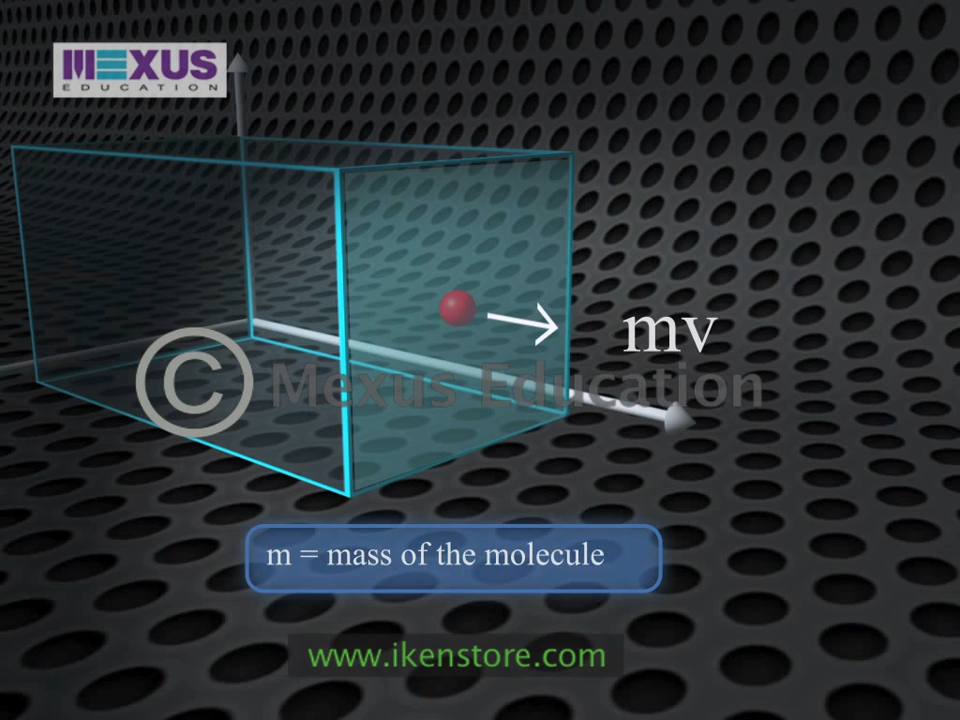 MEXUS
EDUCATION
mv
© Mexus Education
m = mass of the molecule
www.ikenstore.com